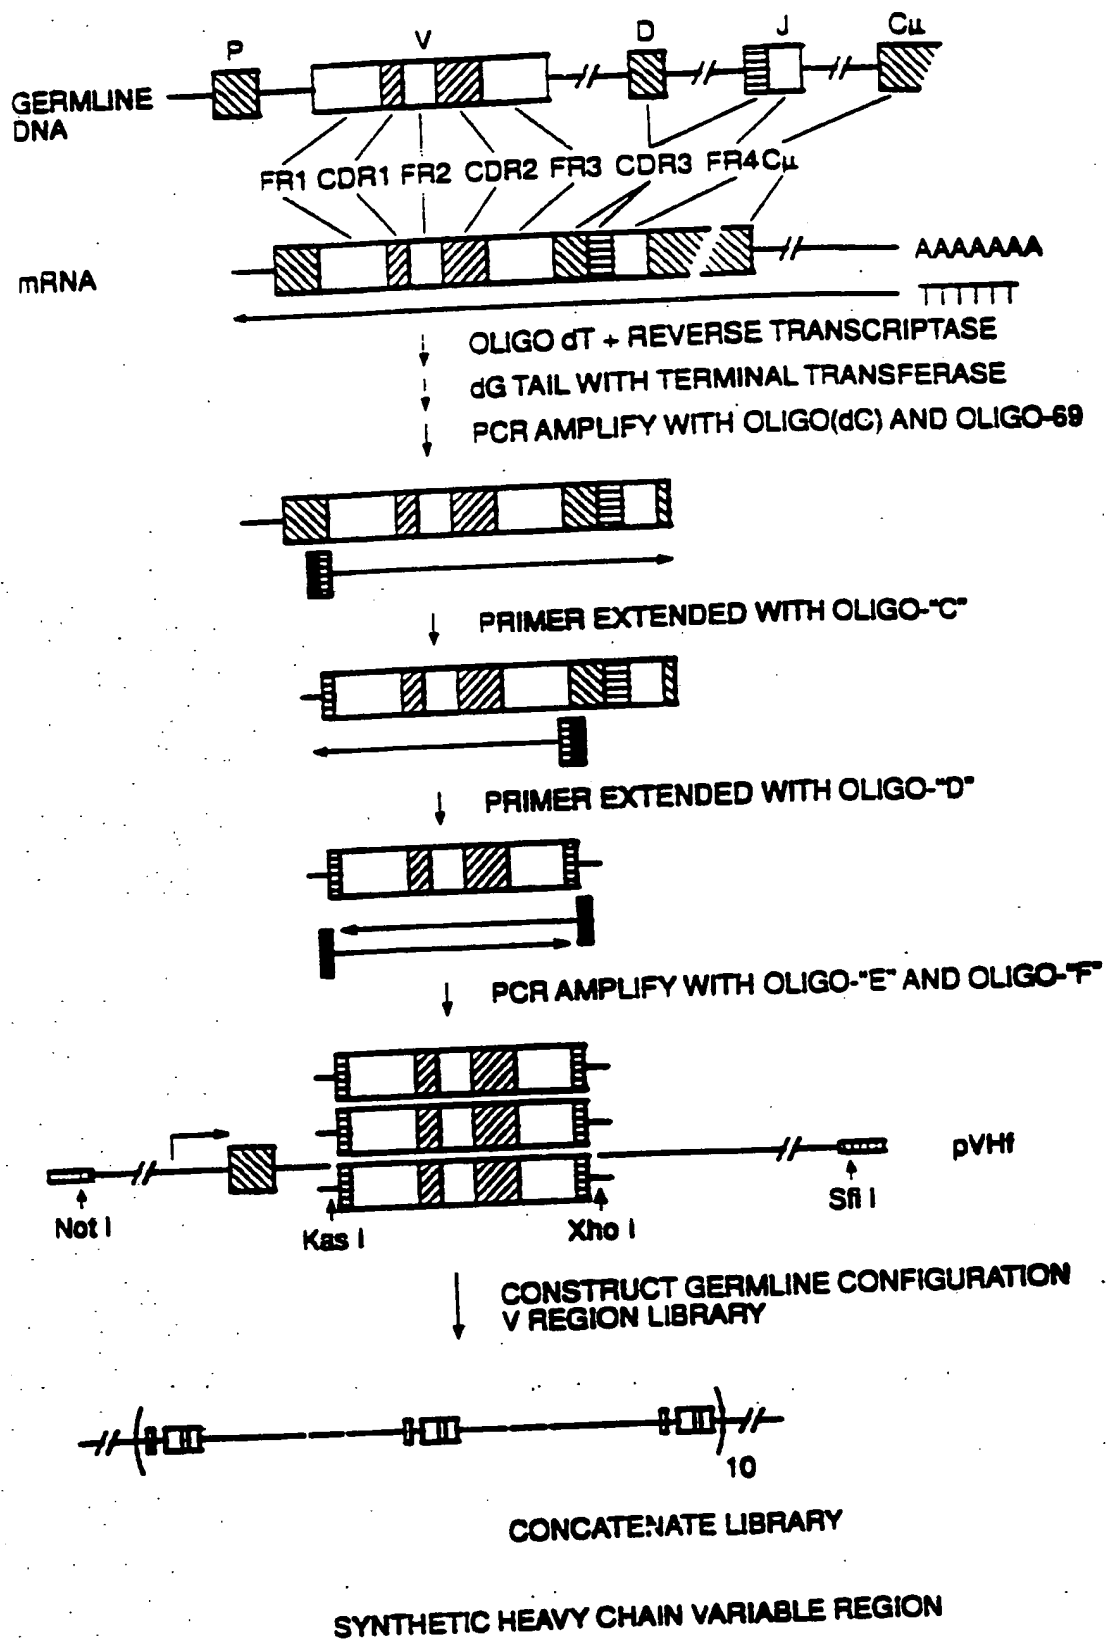 P V D J Cμ
GERMLINE
DNA
FR1 CDR1 FR2 CDR2 FR3 CDR3 FR4 Cμ
mRNA
AAAAAAA
TTTTTT
OLIGO dT + REVERSE TRANSCRIPTASE
dG TAIL WITH TERMINAL TRANSFERASE
PCR AMPLIFY WITH OLIGO(dC) AND OLIGO-69
PRIMER EXTENDED WITH OLIGO-"C"
PRIMER EXTENDED WITH OLIGO-"D"
PCR AMPLIFY WITH OLIGO-"E" AND OLIGO-"F"
pVHf
Not I
Kas I
Xho I
Sfi I
CONSTRUCT GERMLINE CONFIGURATION
V REGION LIBRARY
10
CONCATENATE LIBRARY
SYNTHETIC HEAVY CHAIN VARIABLE REGION